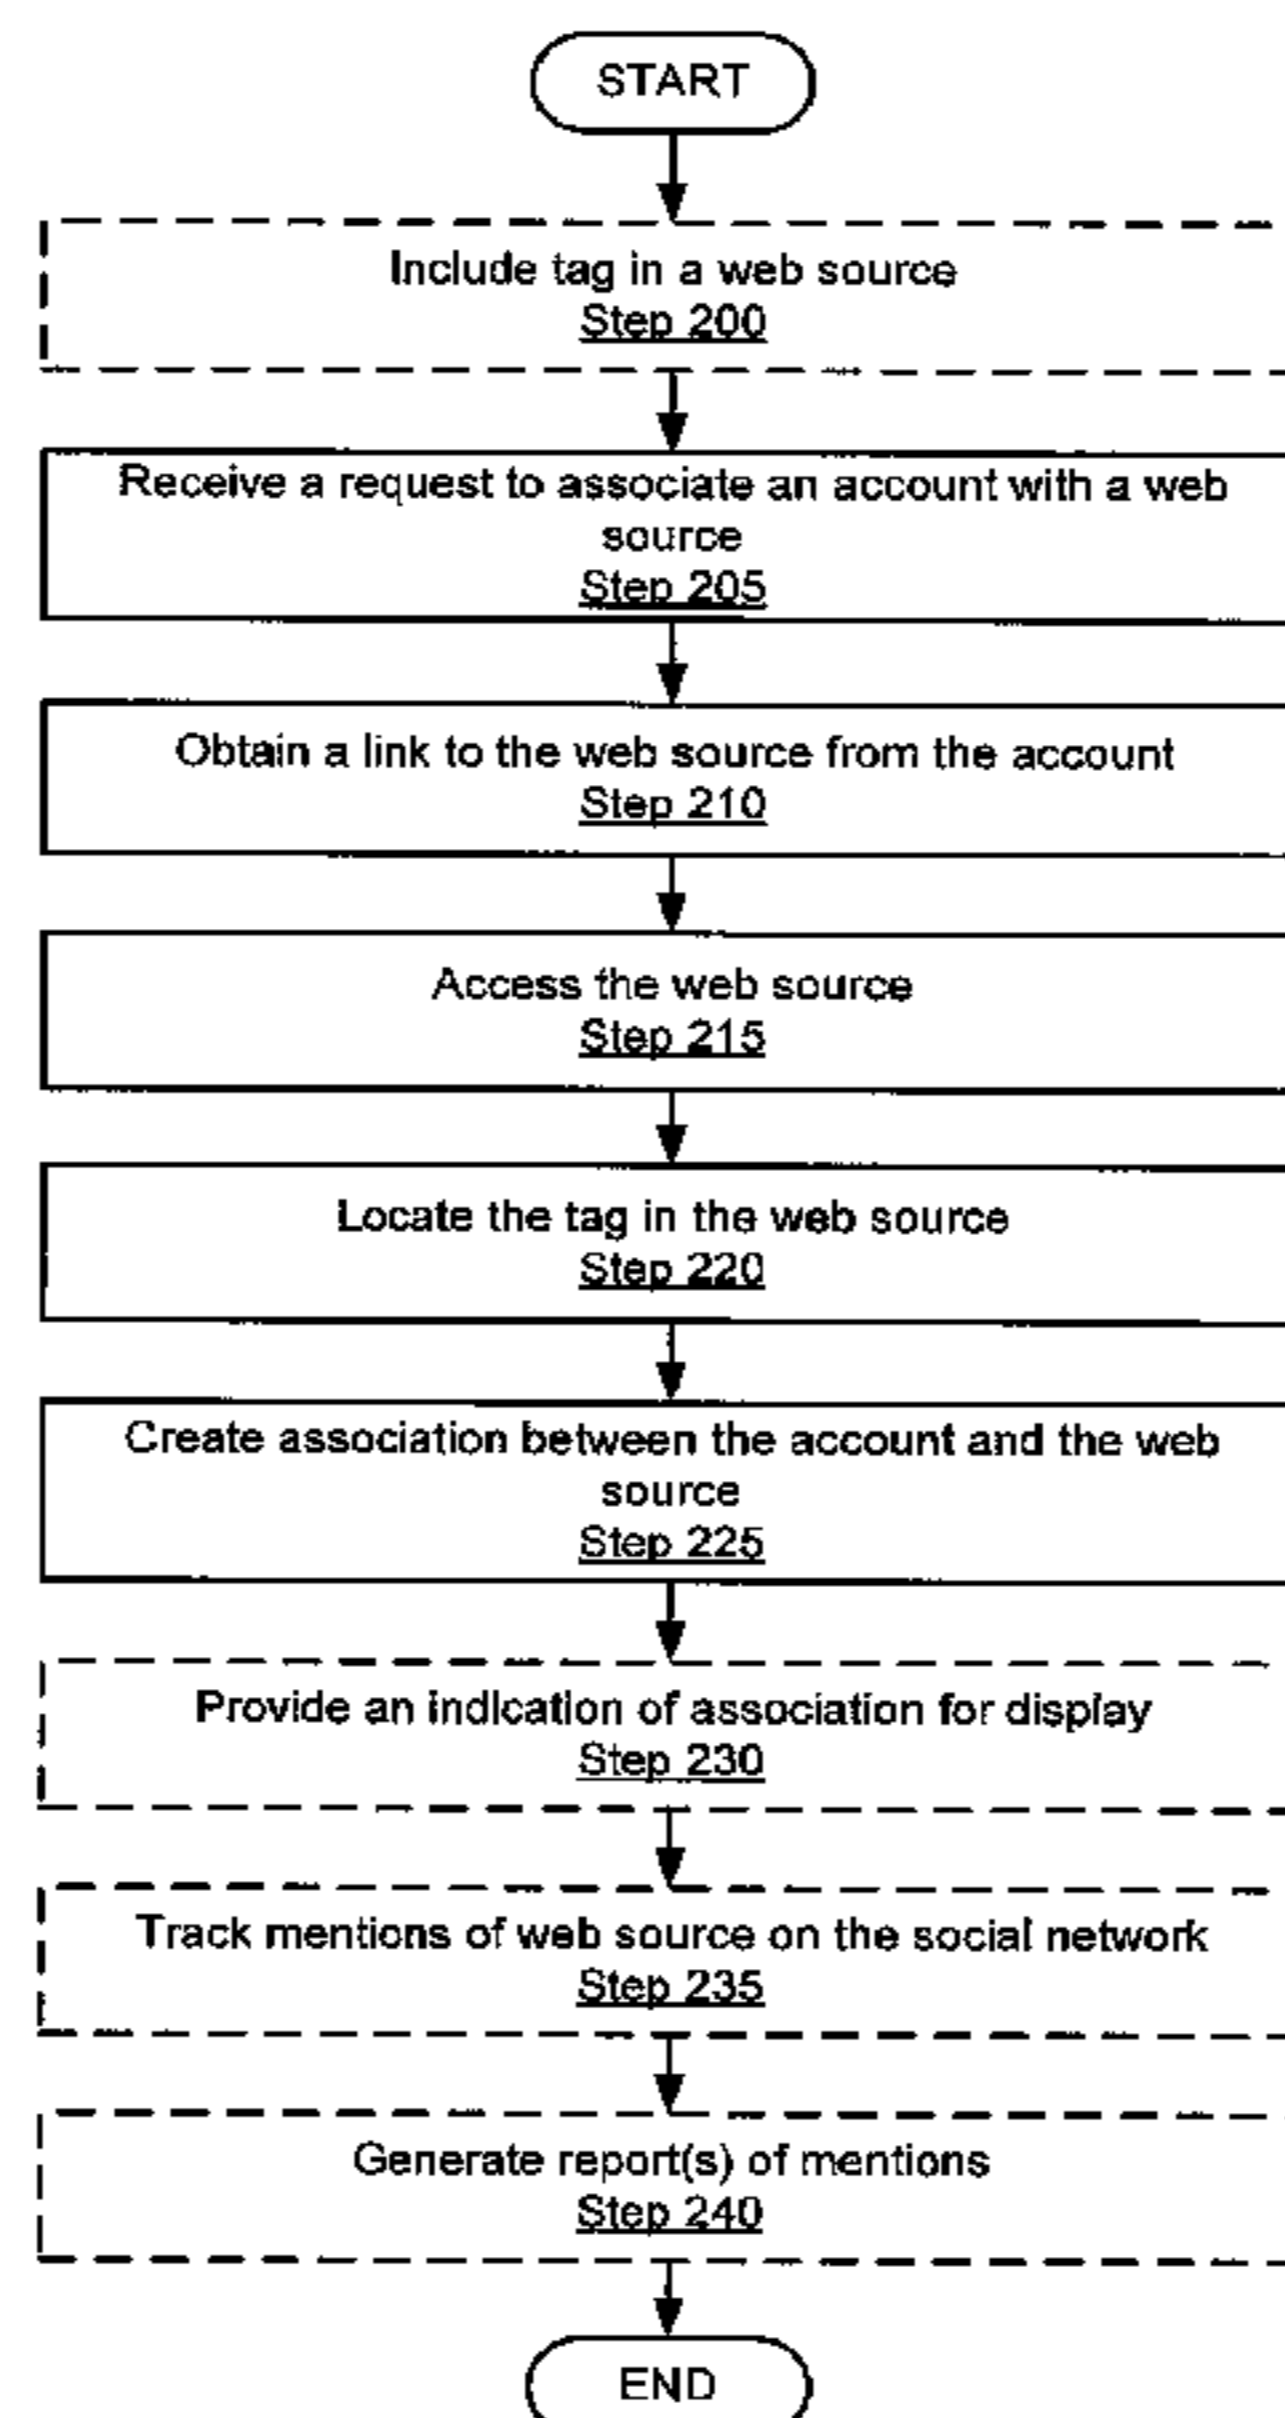 START
Include tag in a web source
Step 200
Receive a request to associate an account with a web
source
Step 205
Obtain a link to the web source from the account
Step 210
Access the web source
Step 215
Locate the tag in the web source
Step 220
Create association between the account and the web
source
Step 225
Provide an indication of association for display
Step 230
Track mentions of web source on the social network
Step 235
Generate report(s) of mentions
Step 240
END